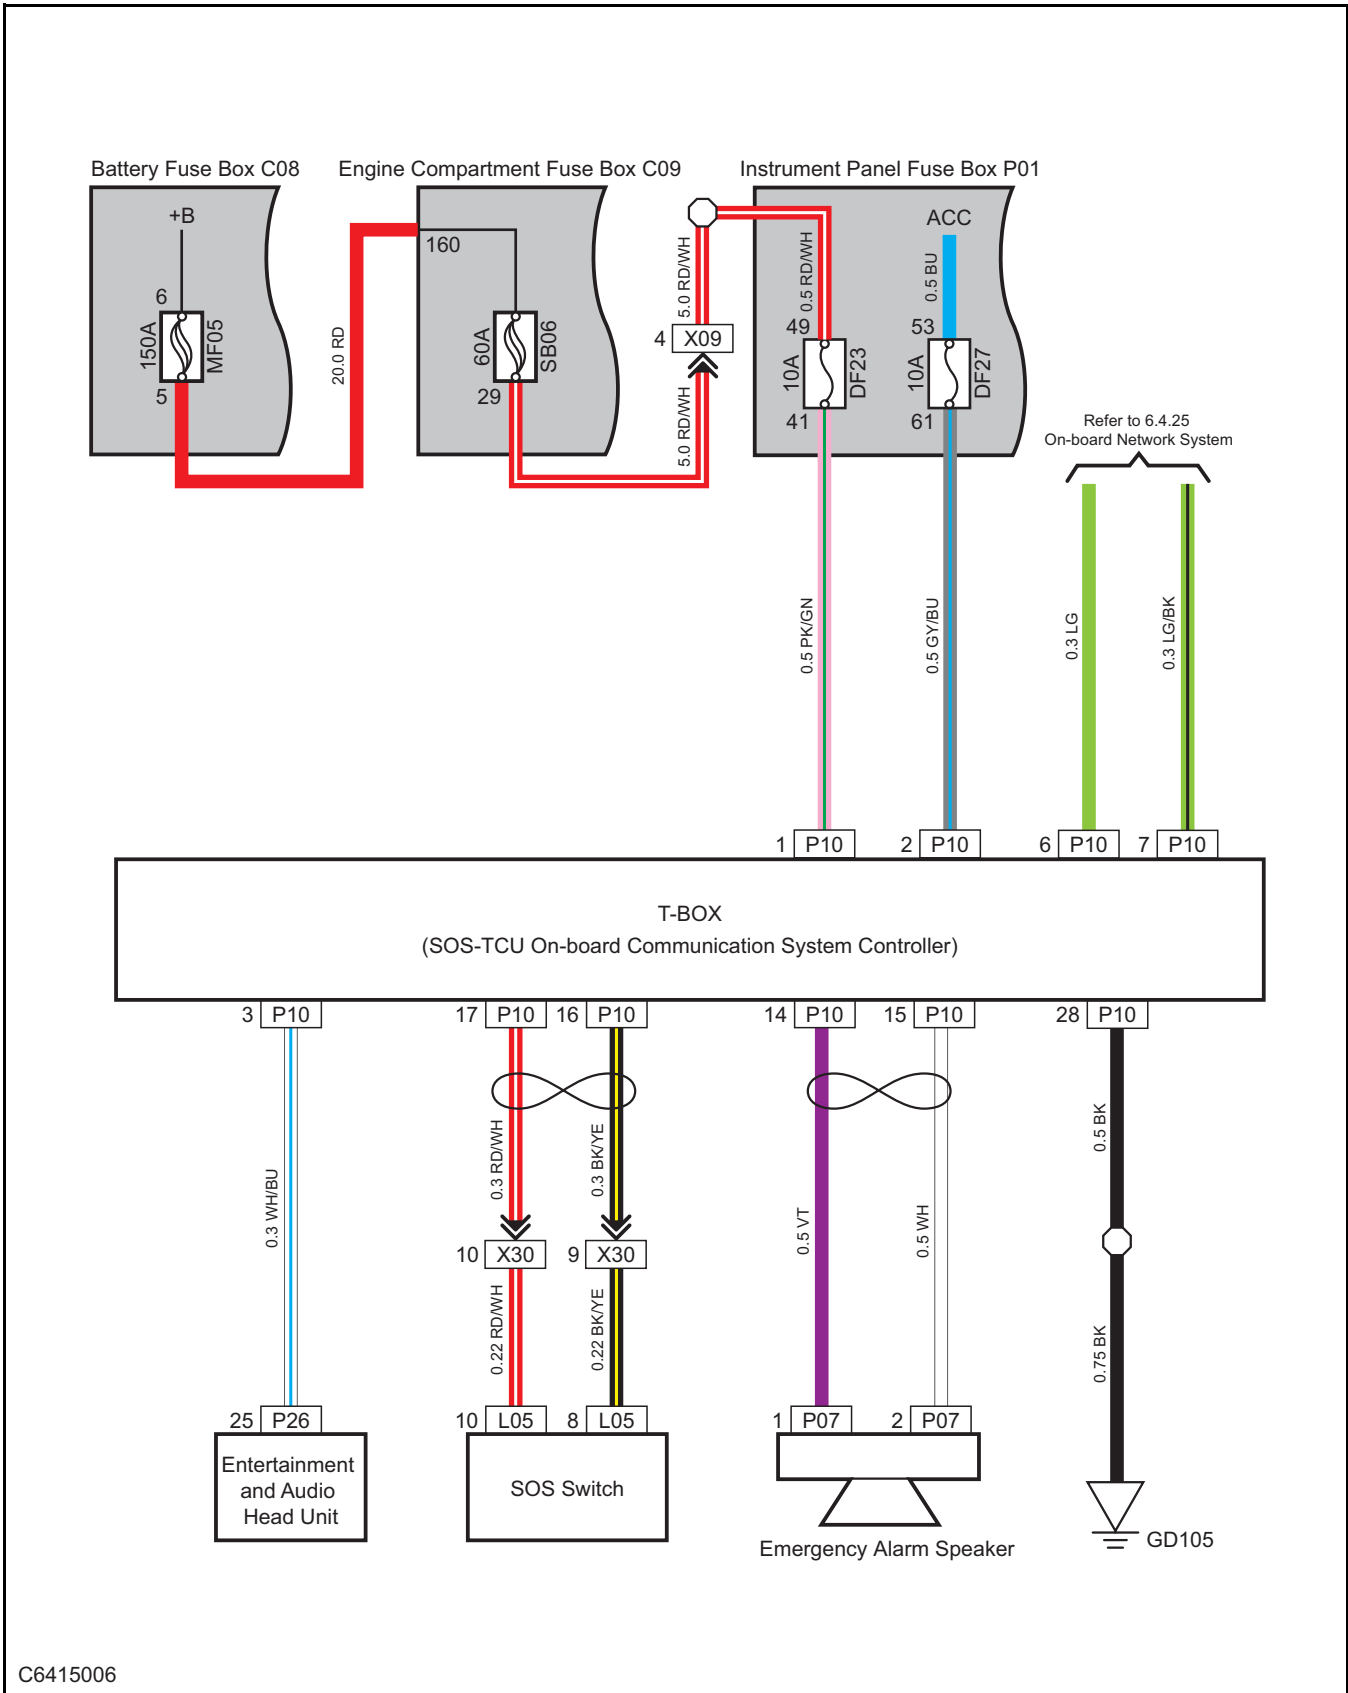 Battery Fuse Box C08
Engine Compartment Fuse Box C09
Instrument Panel Fuse Box P01
+B
6
150A
MF05
5
20.0 RD
160
60A
SB06
29
5.0 RD/WH
4 X09
5.0 RD/WH
0.5 RD/WH
49
10A
DF23
41
ACC
0.5 BU
53
10A
DF27
61
Refer to 6.4.25
On-board Network System
0.5 PK/GN
0.5 GY/BU
0.3 LG
0.3 LG/BK
1 P10
2 P10
6 P10
7 P10
T-BOX
(SOS-TCU On-board Communication System Controller)
3 P10
17 P10
16 P10
14 P10
15 P10
28 P10
0.3 WH/BU
0.3 RD/WH
0.3 BK/YE
0.5 VT
0.5 WH
0.5 BK
10 X30
9 X30
0.22 RD/WH
0.22 BK/YE
0.75 BK
25 P26
10 L05
8 L05
1 P07
2 P07
Entertainment
and Audio
Head Unit
SOS Switch
Emergency Alarm Speaker
GD105
C6415006